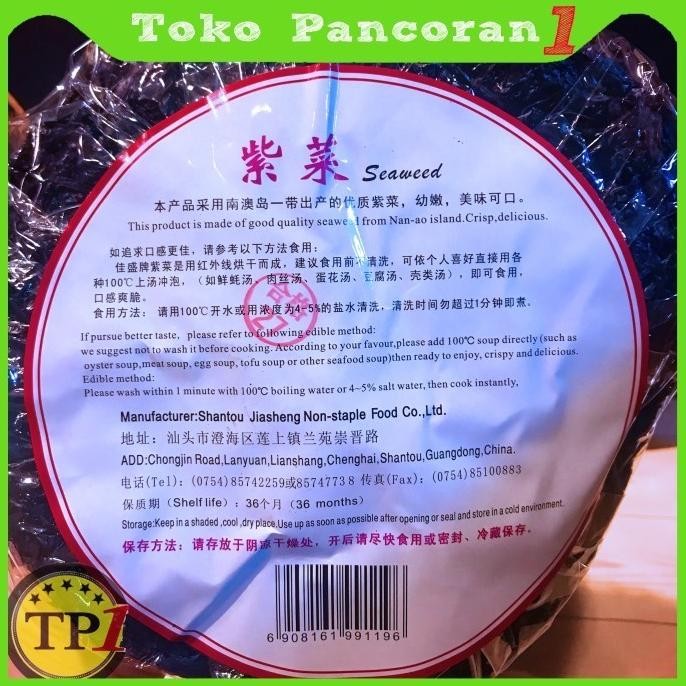 Toko Pancoran1
紫菜 Seaweed
本产品采用南澳岛一带出产的优质紫菜，幼嫩，美味可口。
This product is made of good quality seaweed from Nan-ao island.Crisp,delicious.
如追求口感更佳，请参考以下方法食用：
佳盛牌紫菜是用红外线烘干而成，建议食用前不清洗，可依个人喜好直接用各
种100℃上汤冲泡，（如鲜蚝汤、肉丝汤、蛋花汤、豆腐汤、壳类汤），即可食用，
口感爽脆。
食用方法：请用100℃开水或用浓度为4-5%的盐水清洗，清洗时间勿超过1分钟即煮。
合格
If pursue better taste, please refer to following edible method:
we suggest not to wash it before cooking. According to your favour,please add 100℃ soup directly (such as
oyster soup,meat soup, egg soup, tofu soup or other seafood soup)then ready to enjoy, crispy and delicious.
Edible method:
Please wash within 1 minute with 100℃ boiling water or 4~5% salt water, then cook instantly,
Manufacturer:Shantou Jiasheng Non-staple Food Co.,Ltd.
地址：汕头市澄海区莲上镇兰苑崇晋路
ADD:Chongjin Road,Lanyuan,Lianshang,Chenghai,Shantou,Guangdong,China.
电话(Tel):(0754)85742259或85747738 传真(Fax):(0754)85100883
保质期（Shelf life）：36个月（36 months）
Storage:Keep in a shaded ,cool ,dry place.Use up as soon as possible after opening or seal and store in a cold environment.
保存方法：请存放于阴凉干燥处，开后请尽快食用或密封、冷藏保存。
6 908161 991196
TP1